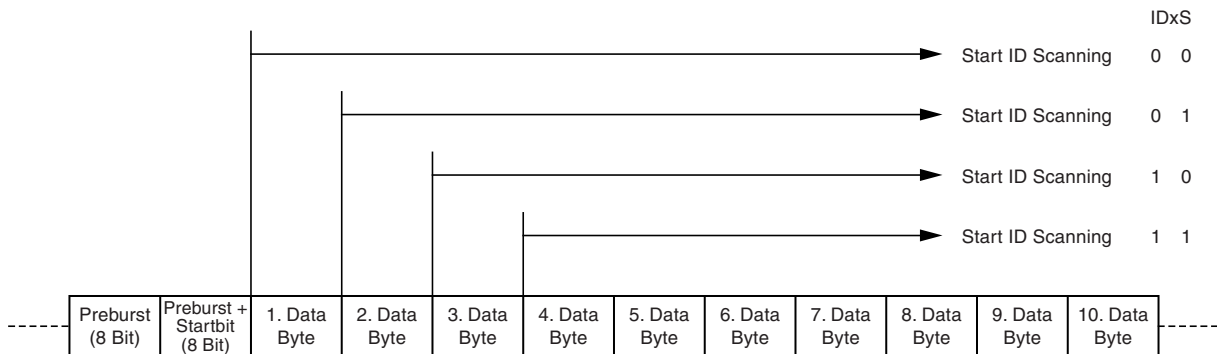 IDxS
Start ID Scanning 0 0
Start ID Scanning 0 1
Start ID Scanning 1 0
Start ID Scanning 1 1
Preburst (8 Bit)
Preburst + Startbit (8 Bit)
1. Data Byte
2. Data Byte
3. Data Byte
4. Data Byte
5. Data Byte
6. Data Byte
7. Data Byte
8. Data Byte
9. Data Byte
10. Data Byte